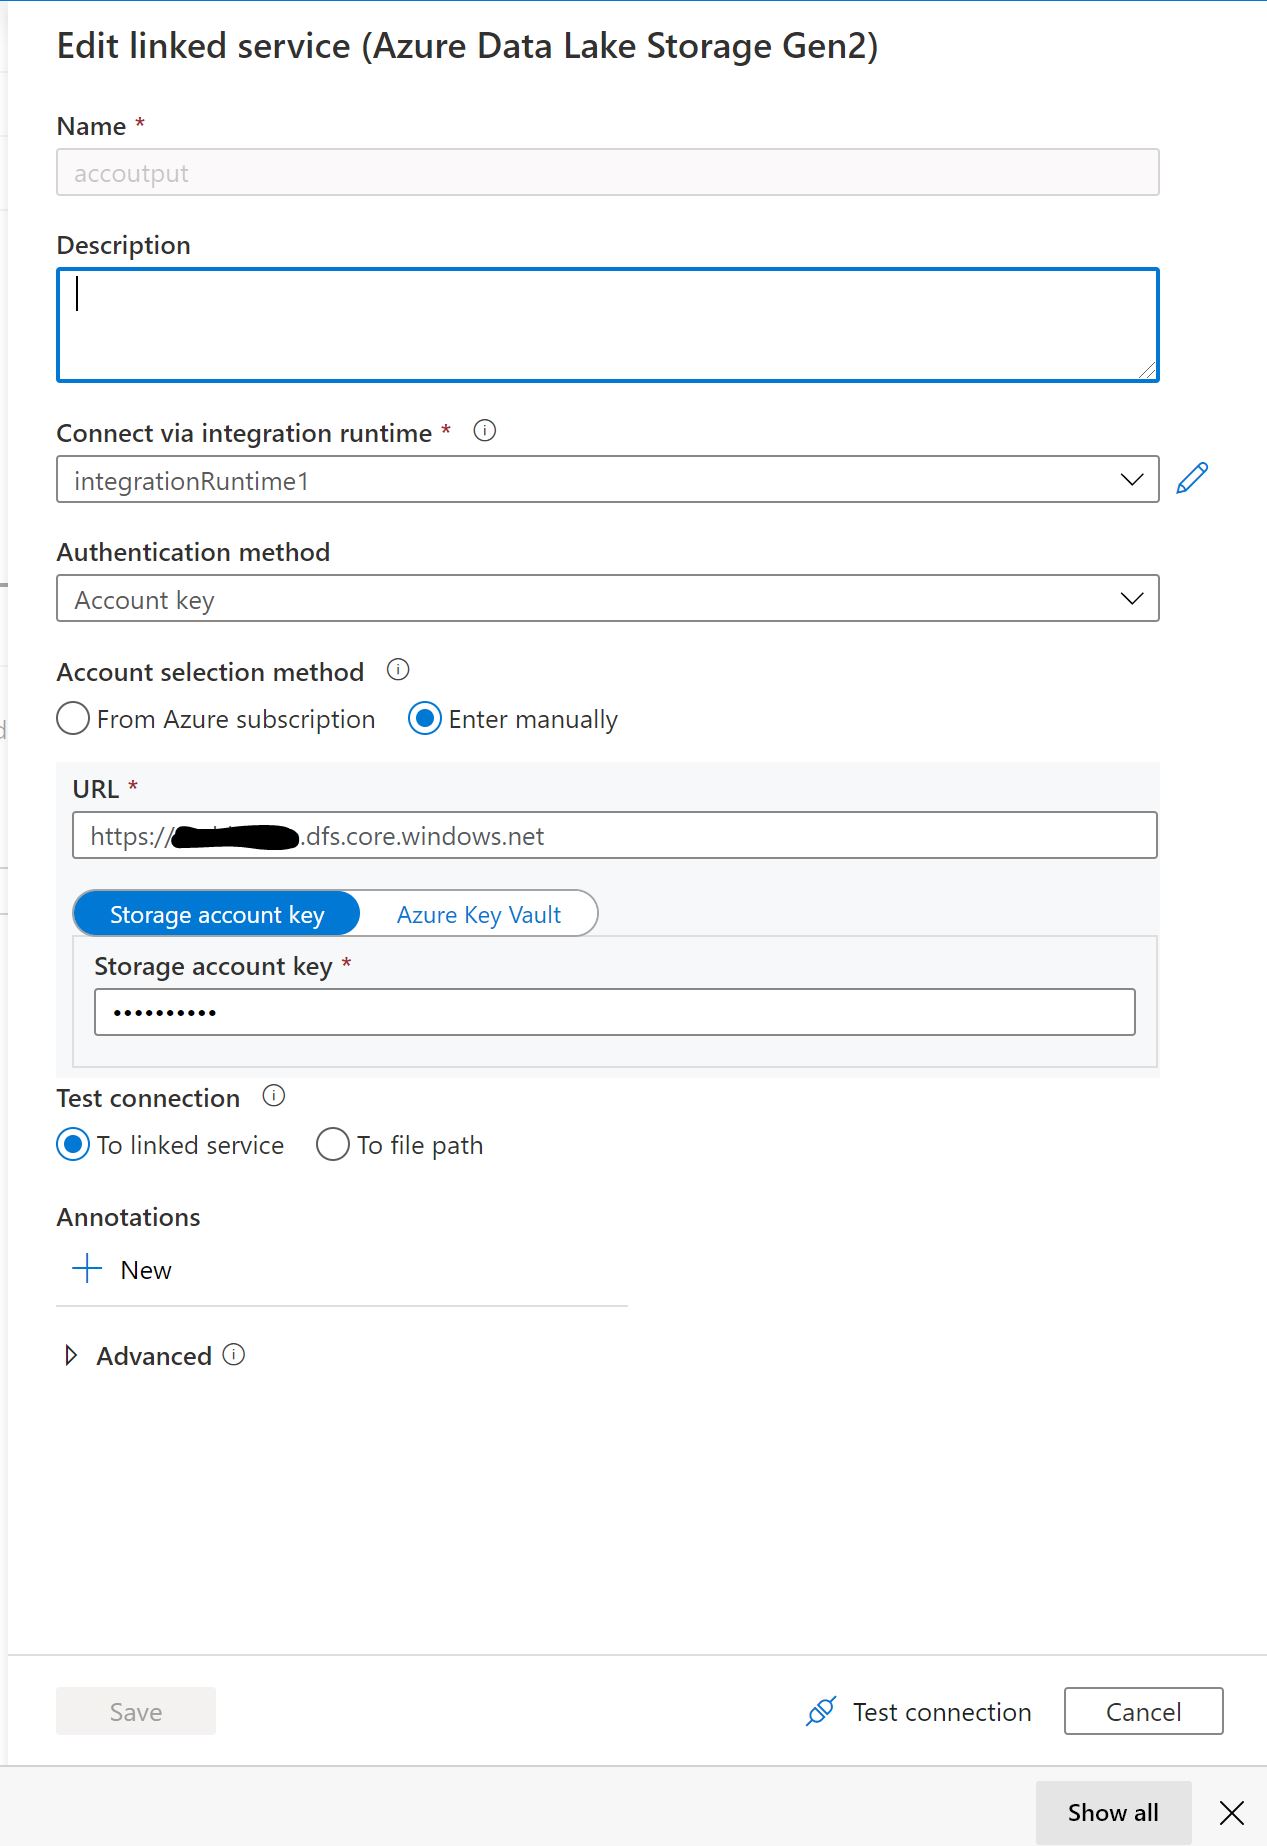 Edit linked service (Azure Data Lake Storage Gen2)
Name *
accoutput
Description
Connect via integration runtime *
integrationRuntime1
Authentication method
Account key
Account selection method
From Azure subscription Enter manually
URL *
https:// .dfs.core.windows.net
Storage account key Azure Key Vault
Storage account key *
••••••••••
Test connection
To linked service To file path
Annotations
New
Advanced
Save Test connection Cancel
Show all